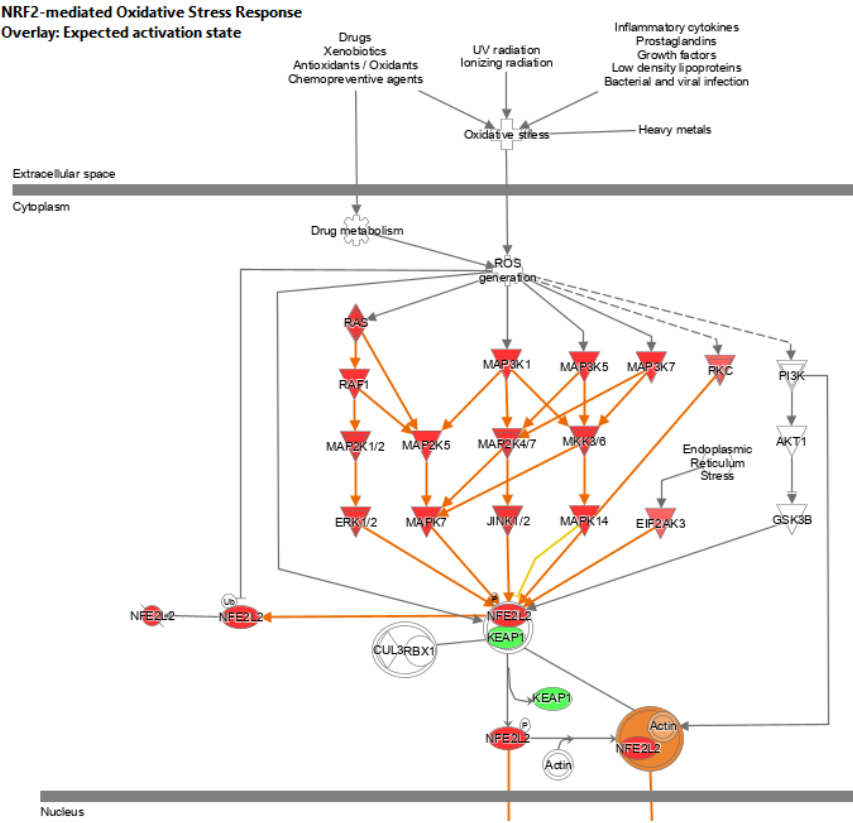 NRF2-mediated Oxidative Stress Response
Overlay: Expected activation state
Drugs
Xenobiotics
Antioxidants / Oxidants
Chemopreventive agents
UV radiation
Ionizing radiation
Inflammatory cytokines
Prostaglandins
Growth factors
Low density lipoproteins
Bacterial and viral infection
Oxidative stress
Heavy metals
Extracellular space
Cytoplasm
Drug metabolism
ROS
generation
RAS
MAP3K1
MAP3K5
MAP3K7
PKC
PI3K
RAF1
MAP2K1/2
MAP2K5
MAP2K4/7
MKK3/6
Endoplasmic
Reticulum
Stress
AKT1
ERK1/2
MAPK7
JINK1/2
MAPK14
EIF2AK3
GSK3B
Ub
P
NFE2L2
NFE2L2
NFE2L2
KEAP1
CUL3
RBX1
KEAP1
P
NFE2L2
Actin
Actin
NFE2L2
Nucleus